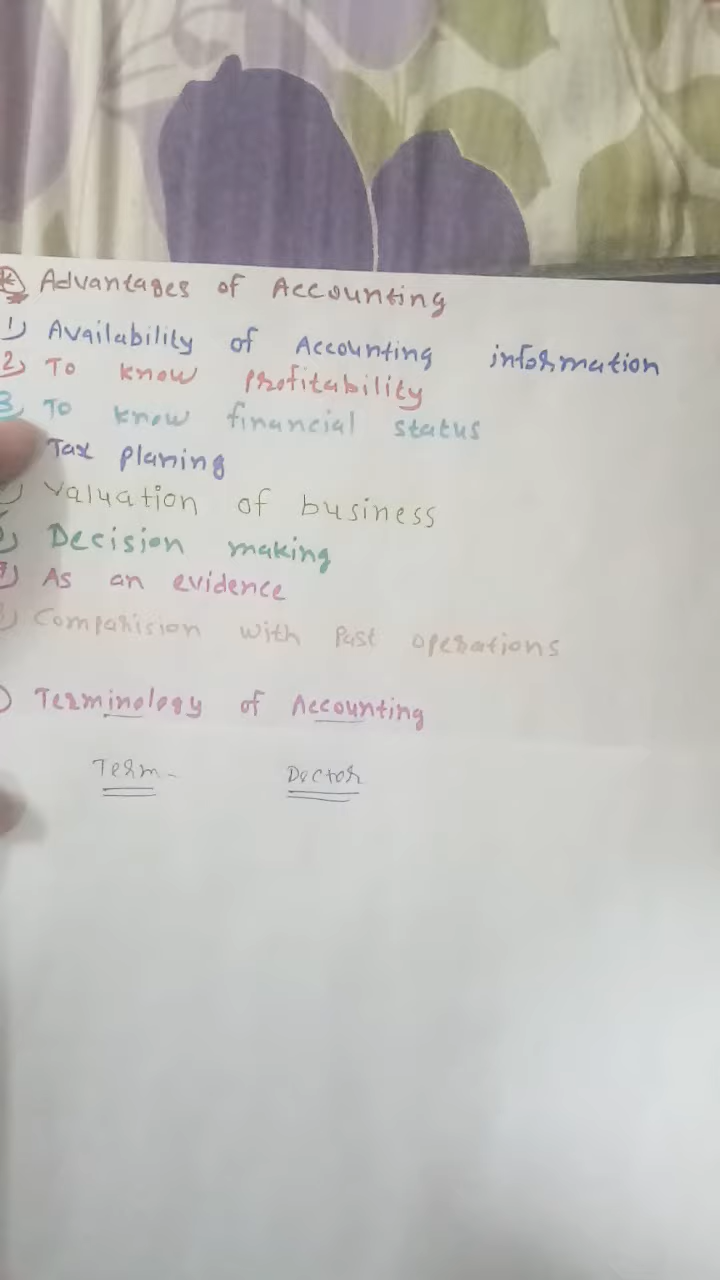 Advantages of Accounting
1) Availability of Accounting information
2) To know profitability
3) To know financial status
Tax planing
Valuation of business
Decision making
7) As an evidence
Comparision with Past operations
Terminology of Accounting
Term - Doctor